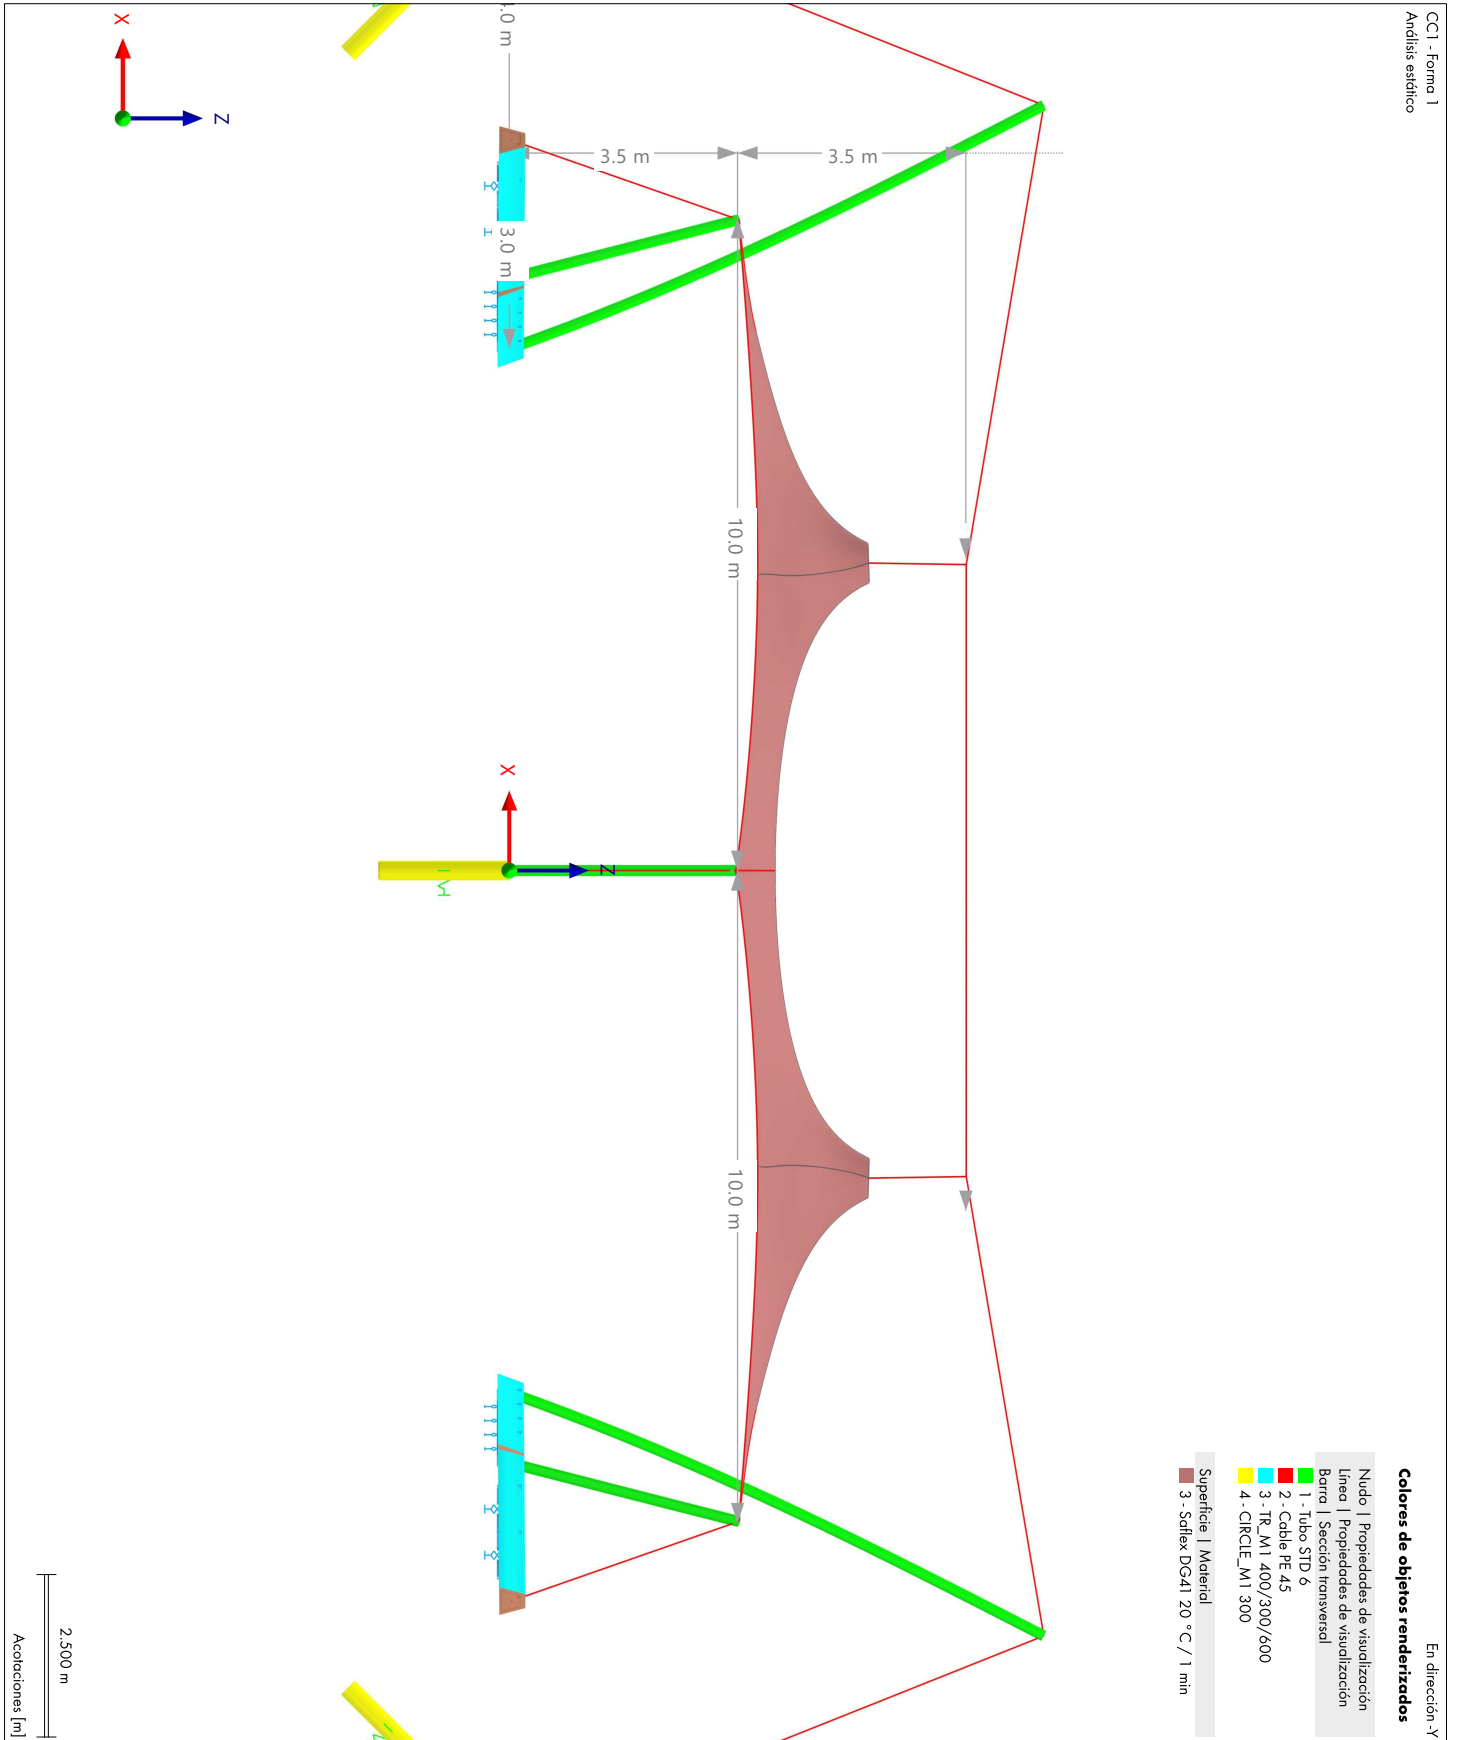 CC1 - Forma 1
Análisis estático
En dirección -Y
Colores de objetos renderizados
Nudo | Propiedades de visualización
Línea | Propiedades de visualización
Barra | Sección transversal
1 - Tubo STD 6
2 - Cable PE 45
3 - TR_M1 400/300/600
4 - CIRCLE_M1 300
Superficie | Material
3 - Saflex DG41 20 °C / 1 min
3.5 m
3.5 m
10.0 m
10.0 m
3.0 m
.0 m
X
Z
X
Z
2.500 m
Acotaciones [m]